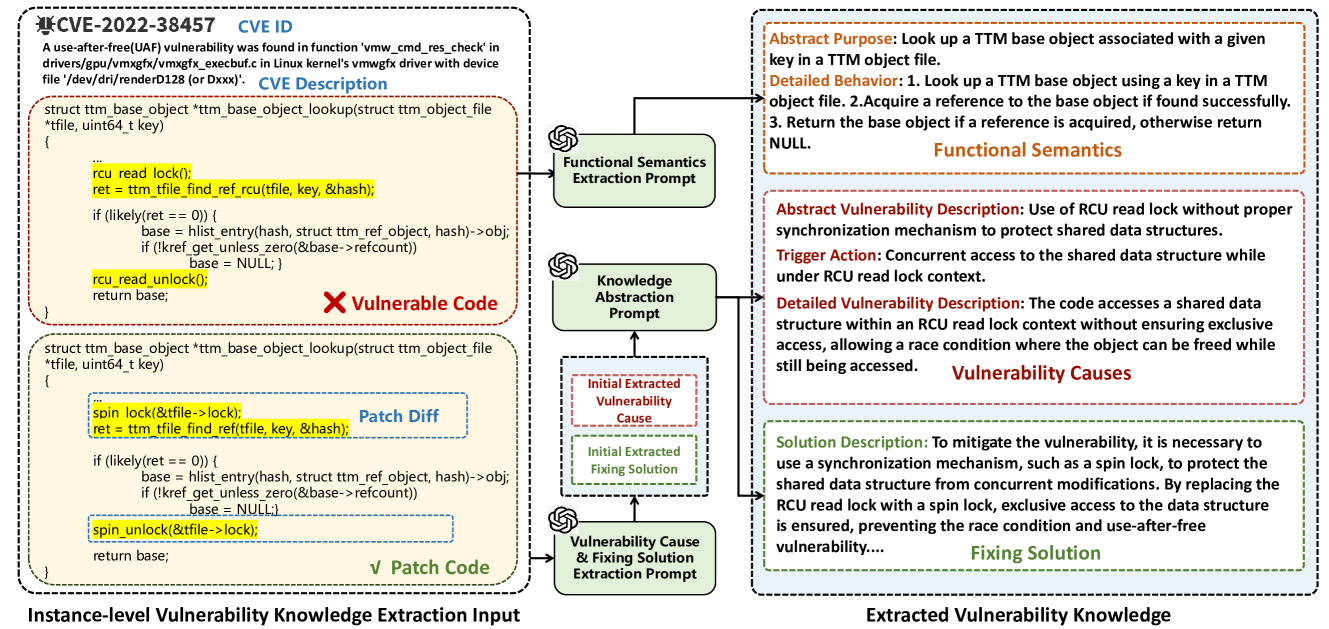 CVE-2022-38457 CVE ID
A use-after-free(UAF) vulnerability was found in function 'vmw_cmd_res_check' in
drivers/gpu/vmxgfx/vmxgfx_execbuf.c in Linux kernel's vmwgfx driver with device
file '/dev/dri/renderD128 (or Dxxx)'.
CVE Description
struct ttm_base_object *ttm_base_object_lookup(struct ttm_object_file
*tfile, uint64_t key)
{
...
rcu_read_lock();
ret = ttm_tfile_find_ref_rcu(tfile, key, &hash);
if (likely(ret == 0)) {
base = hlist_entry(hash, struct ttm_ref_object, hash)->obj;
if (!kref_get_unless_zero(&base->refcount))
base = NULL; }
rcu_read_unlock();
return base;
}
Vulnerable Code
struct ttm_base_object *ttm_base_object_lookup(struct ttm_object_file
*tfile, uint64_t key)
{
...
spin_lock(&tfile->lock);
ret = ttm_tfile_find_ref(tfile, key, &hash);
Patch Diff
if (likely(ret == 0)) {
base = hlist_entry(hash, struct ttm_ref_object, hash)->obj;
if (!kref_get_unless_zero(&base->refcount))
base = NULL;}
spin_unlock(&tfile->lock);
return base;
}
√ Patch Code
Instance-level Vulnerability Knowledge Extraction Input
Functional Semantics
Extraction Prompt
Knowledge
Abstraction
Prompt
Initial Extracted
Vulnerability
Cause
Initial Extracted
Fixing Solution
Vulnerability Cause
& Fixing Solution
Extraction Prompt
Abstract Purpose: Look up a TTM base object associated with a given
key in a TTM object file.
Detailed Behavior: 1. Look up a TTM base object using a key in a TTM
object file. 2.Acquire a reference to the base object if found successfully.
3. Return the base object if a reference is acquired, otherwise return
NULL.
Functional Semantics
Abstract Vulnerability Description: Use of RCU read lock without proper
synchronization mechanism to protect shared data structures.
Trigger Action: Concurrent access to the shared data structure while
under RCU read lock context.
Detailed Vulnerability Description: The code accesses a shared data
structure within an RCU read lock context without ensuring exclusive
access, allowing a race condition where the object can be freed while
still being accessed.
Vulnerability Causes
Solution Description: To mitigate the vulnerability, it is necessary to
use a synchronization mechanism, such as a spin lock, to protect the
shared data structure from concurrent modifications. By replacing the
RCU read lock with a spin lock, exclusive access to the data structure
is ensured, preventing the race condition and use-after-free
vulnerability....
Fixing Solution
Extracted Vulnerability Knowledge